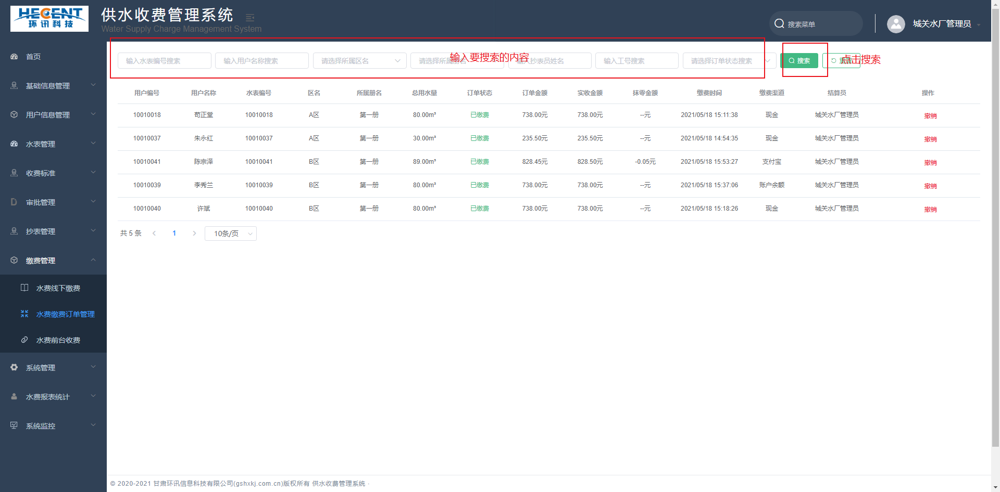 HECENT
环讯科技
供水收费管理系统
Water Supply Charge Management System
搜索菜单
城关水厂管理员
首页
基础信息管理
用户信息管理
水表管理
收费标准
审批管理
抄表管理
缴费管理
水费线下缴费
水费缴费订单管理
水费前台收费
系统管理
水费报表统计
系统监控
输入水表编号搜索 输入用户名称搜索 请选择所属区名 请选择所属册名 输入抄表员姓名 输入工号搜索 请选择订单状态搜索 搜索
输入要搜索的内容
点击搜索
用户编号 用户名称 水表编号 区名 所属册名 总用水量 订单状态 订单金额 实收金额 抹零金额 缴费时间 缴费渠道 结算员 操作
10010018 苟正堂 10010018 A区 第一册 80.00m³ 已缴费 738.00元 738.00元 --元 2021/05/18 15:11:38 现金 城关水厂管理员 撤销
10010037 朱永红 10010037 A区 第一册 30.00m³ 已缴费 235.50元 235.50元 --元 2021/05/18 14:54:35 现金 城关水厂管理员 撤销
10010041 陈宗泽 10010041 B区 第一册 89.00m³ 已缴费 828.45元 828.50元 -0.05元 2021/05/18 15:53:27 支付宝 城关水厂管理员 撤销
10010039 李秀兰 10010039 B区 第一册 80.00m³ 已缴费 738.00元 738.00元 --元 2021/05/18 15:37:06 账户余额 城关水厂管理员 撤销
10010040 许斌 10010040 B区 第一册 80.00m³ 已缴费 738.00元 738.00元 --元 2021/05/18 15:18:26 现金 城关水厂管理员 撤销
共 5 条 1 10条/页
© 2020-2021 甘肃环讯信息科技有限公司(gshxkj.com.cn)版权所有 供水收费管理系统 ·